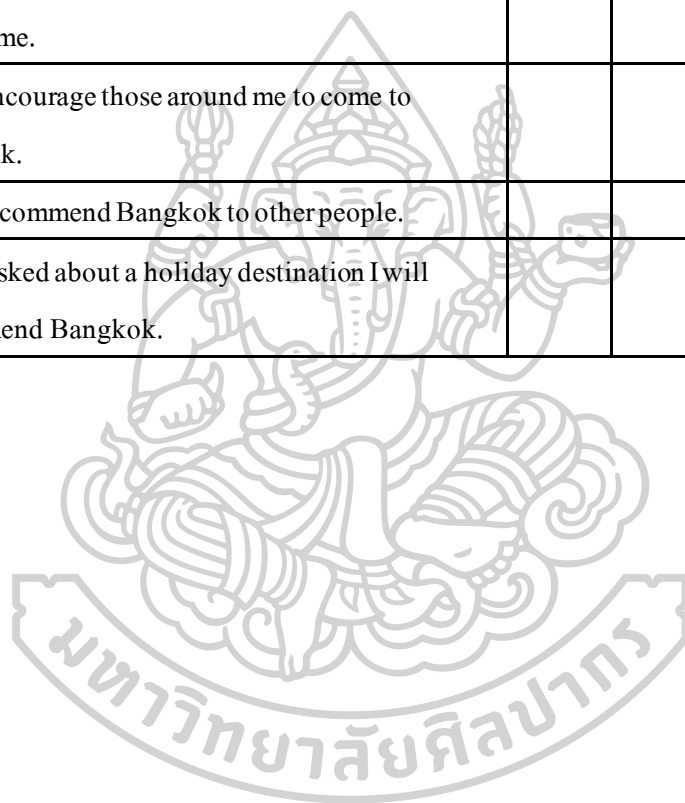 me.
ncourage those around me to come to
k.
commend Bangkok to other people.
sked about a holiday destination I will
end Bangkok.
มหาวิทยาลัยศิลปากร